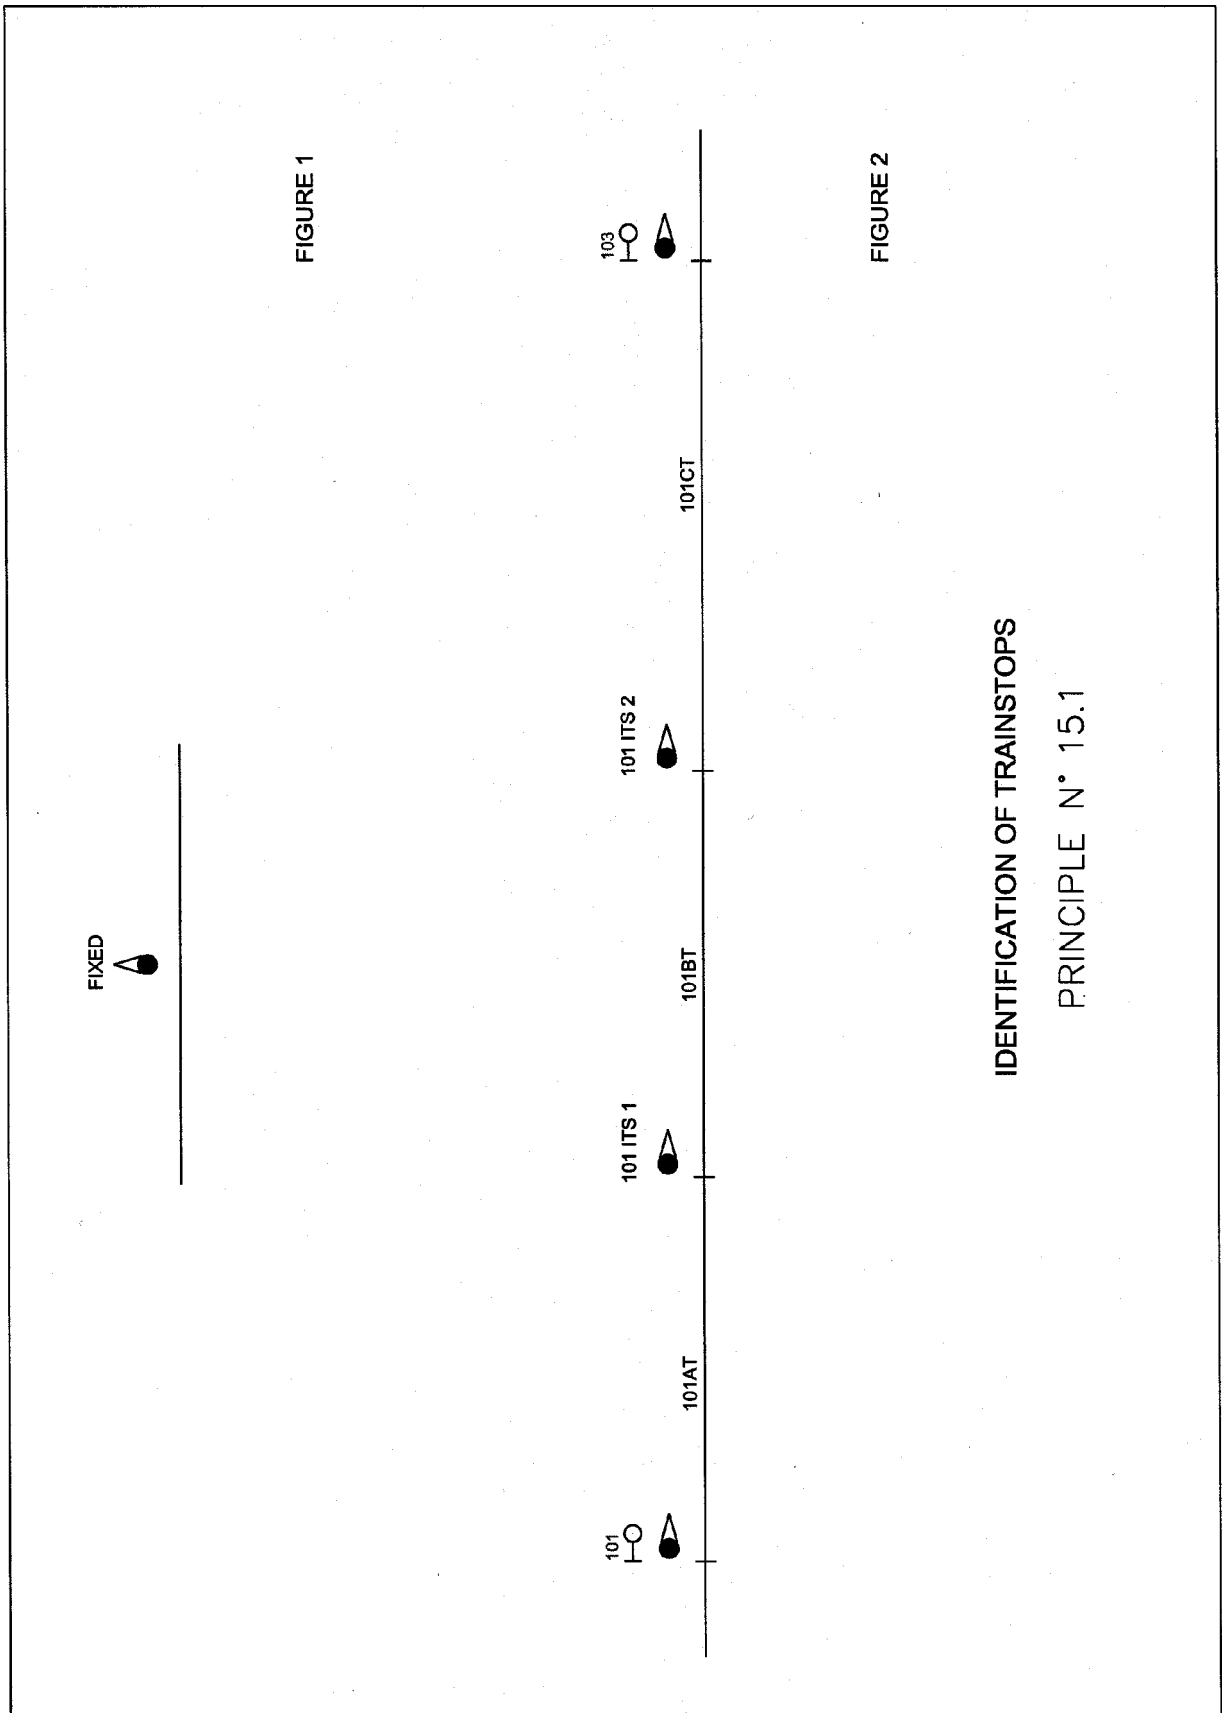 FIXED
FIGURE 1
101
101 ITS 1
101 ITS 2
103
101AT
101BT
101CT
FIGURE 2
IDENTIFICATION OF TRAINSTOPS
PRINCIPLE N° 15.1